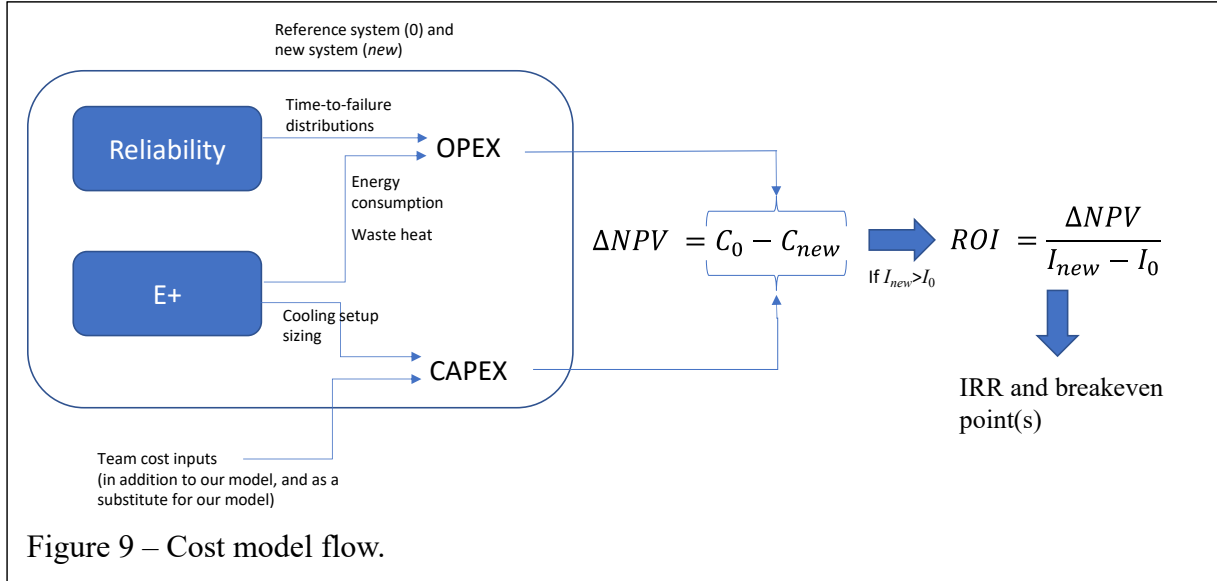 Reference system (0) and
new system (new)
Reliability
Time-to-failure
distributions
OPEX
Energy
consumption
Waste heat
E+
Cooling setup
sizing
CAPEX
Team cost inputs
(in addition to our model, and as a
substitute for our model)
ΔNPV = C₀ − Cₙₑw
If Iₙₑw>I₀
ROI = ΔNPV / (Iₙₑw − I₀)
IRR and breakeven
point(s)
Figure 9 – Cost model flow.